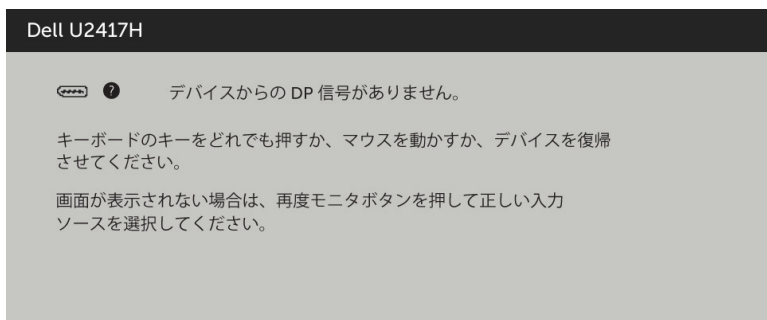 Dell U2417H
? デバイスからの DP 信号がありません。
キーボードのキーをどれでも押すか、マウスを動かすか、デバイスを復帰
させてください。
画面が表示されない場合は、再度モニタボタンを押して正しい入力
ソースを選択してください。